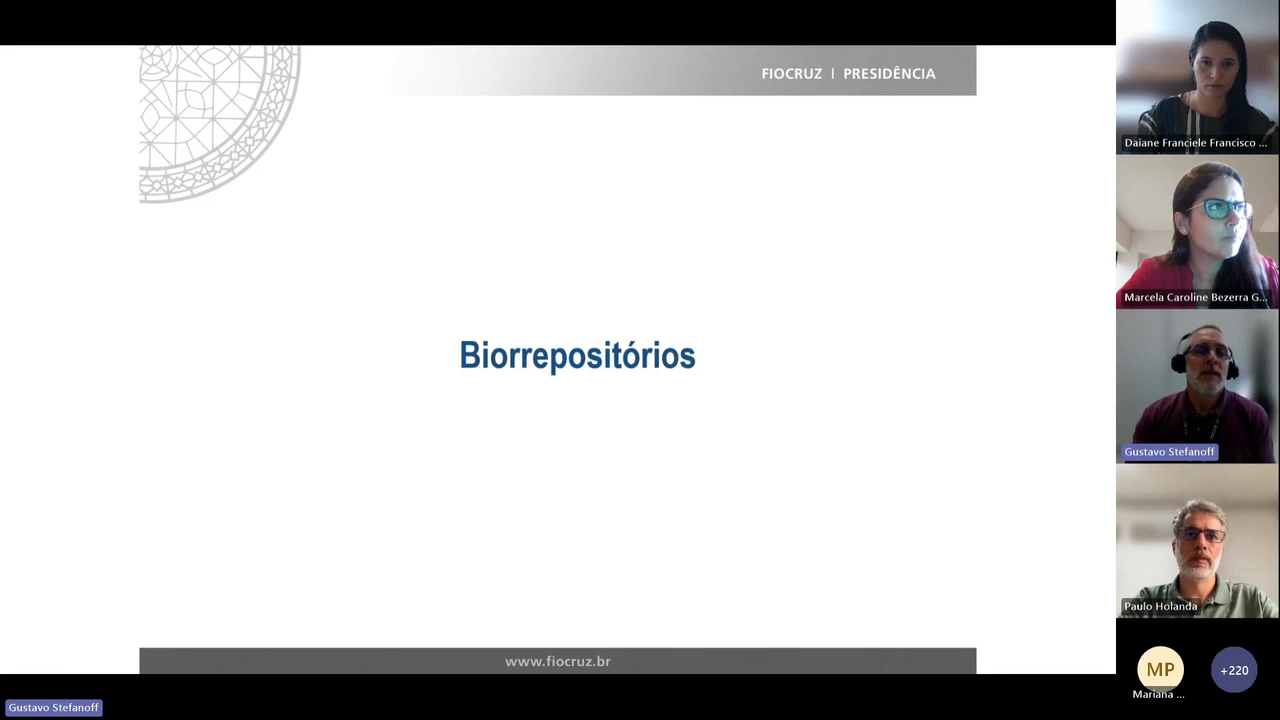 FIOCRUZ | PRESIDÊNCIA
Biorrepositórios
www.fiocruz.br
Daiane Franciele Francisco ...
Marcela Caroline Bezerra G...
Gustavo Stefanoff
Paulo Holanda
MP
+220
Mariana ...
Gustavo Stefanoff